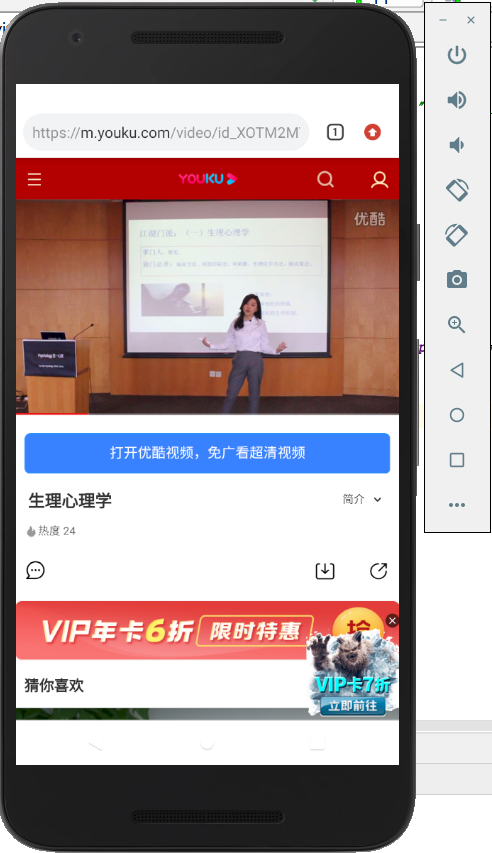 https://m.youku.com/video/id_XOTM2M
1
YOUKU
优酷
江湖门派：（一）生理心理学
打开优酷视频，免广看超清视频
生理心理学
简介
热度 24
VIP年卡6折
限时特惠
抢
VIP卡7折
立即前往
猜你喜欢